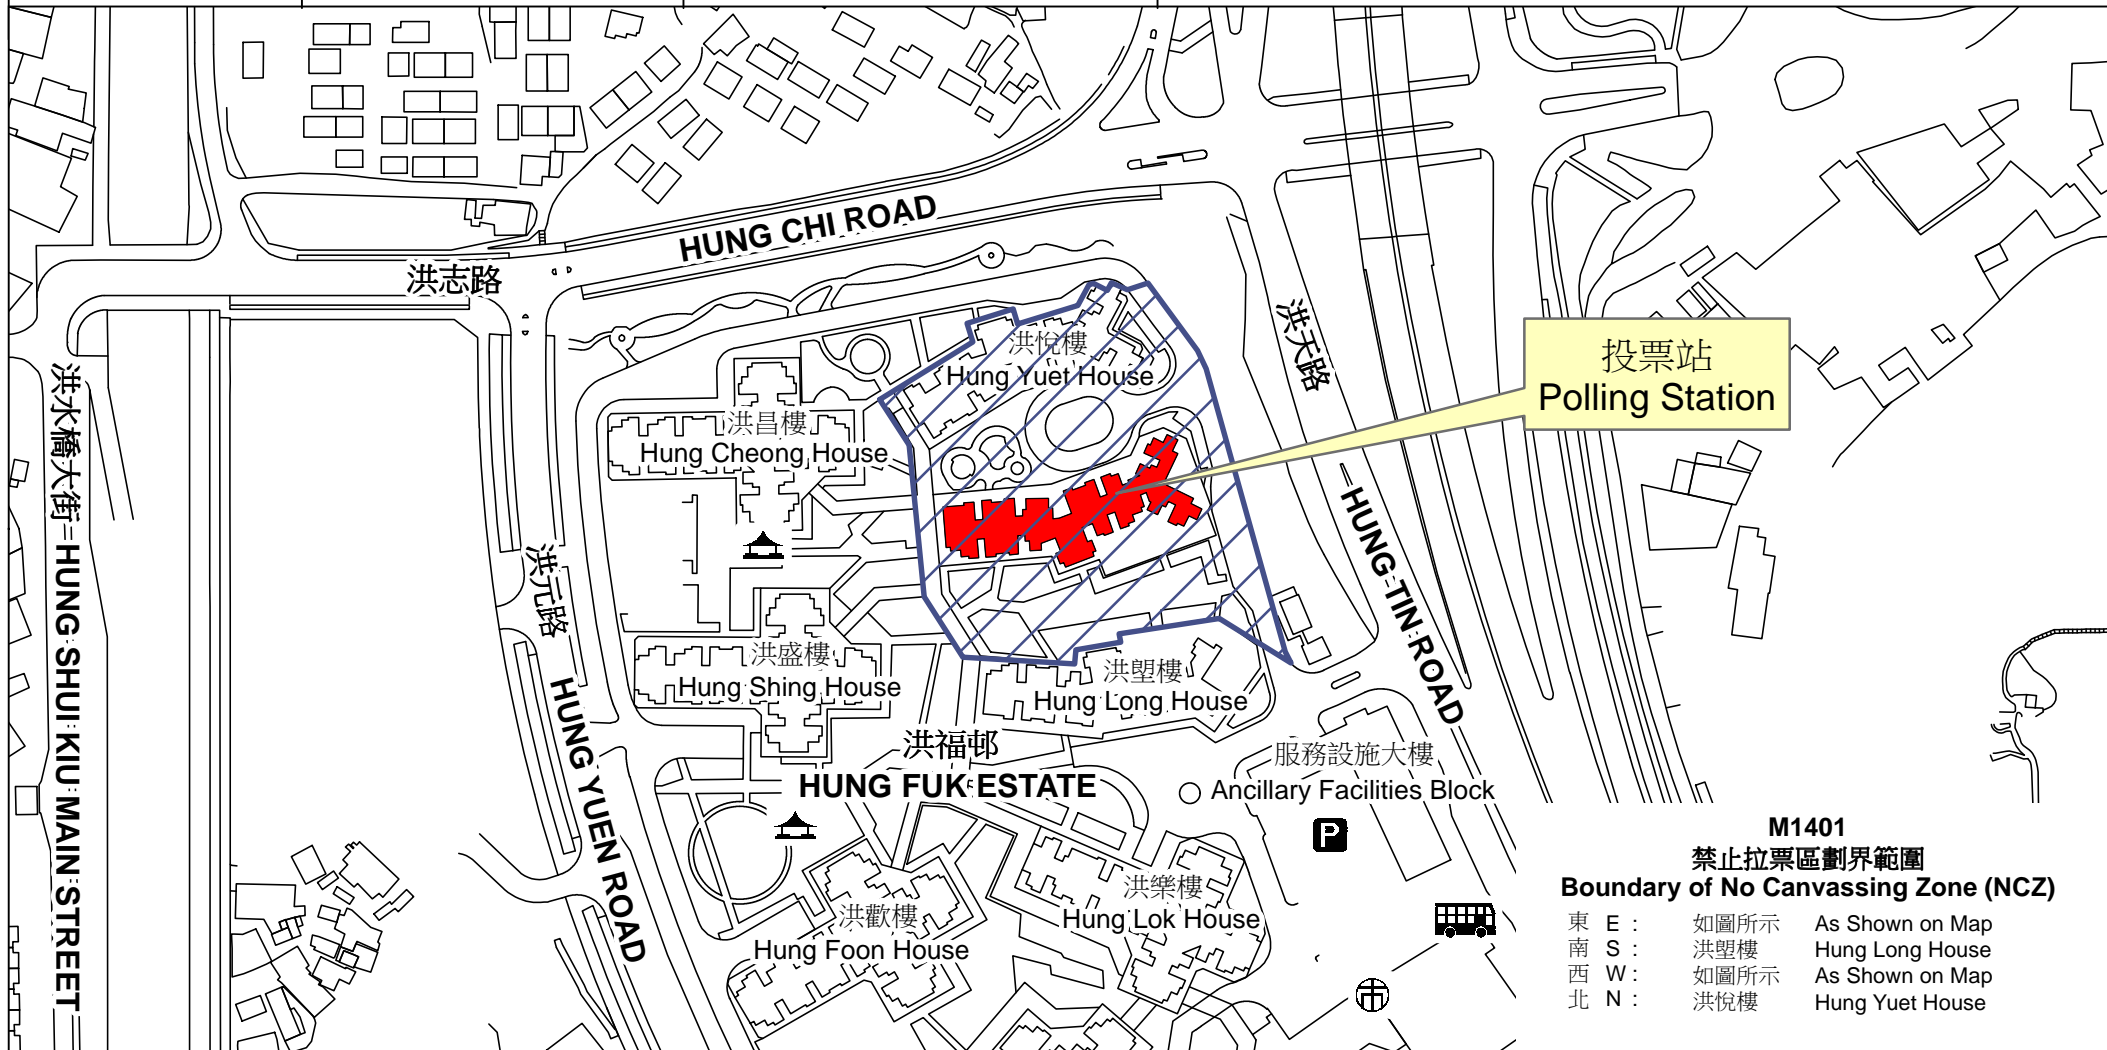 HUNG CHI ROAD
洪志路
洪天路
投票站
Polling Station
洪悅樓
Hung Yuet House
洪水橋大街
HUNG SHUI KIU MAIN STREET
洪昌樓
Hung Cheong House
HUNG TIN ROAD
洪元路
HUNG YUEN ROAD
洪盛樓
Hung Shing House
洪塱樓
Hung Long House
洪福邨
HUNG FUK ESTATE
服務設施大樓
Ancillary Facilities Block
P
洪樂樓
Hung Lok House
洪歡樓
Hung Foon House
市
M1401
禁止拉票區劃界範圍
Boundary of No Canvassing Zone (NCZ)
東 E : 如圖所示 As Shown on Map
南 S : 洪塱樓 Hung Long House
西 W : 如圖所示 As Shown on Map
北 N : 洪悅樓 Hung Yuet House